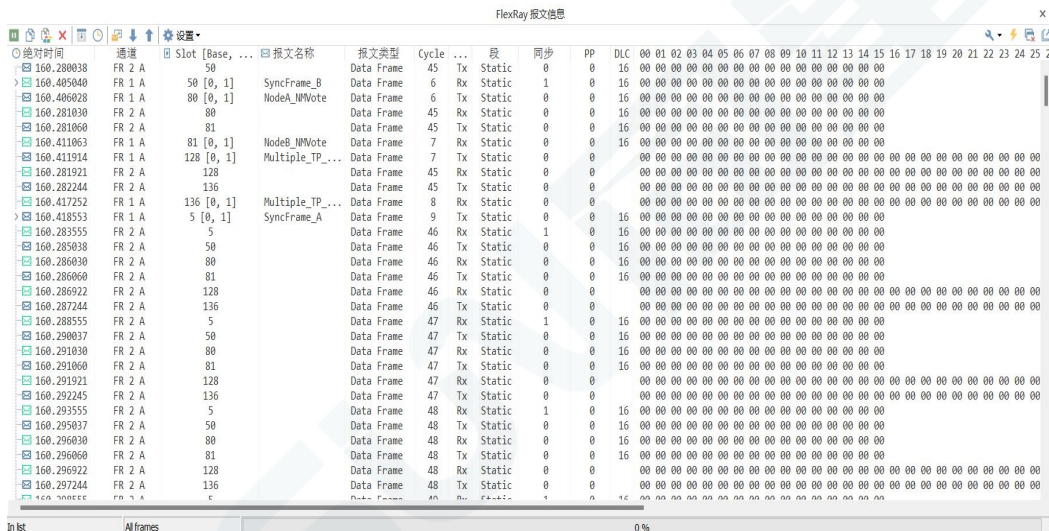 FlexRay 报文信息
设置
绝对时间 通道 Slot [Base, ... 报文名称 报文类型 Cycle ... 段 同步 PP DLC 00 01 02 03 04 05 06 07 08 09 10 11 12 13 14 15 16 17 18 19 20 21 22 23 24 25 2
160.280038 FR 2 A 50 Data Frame 45 Tx Static 0 0 16 00 00 00 00 00 00 00 00 00 00 00 00 00 00 00 00
160.405040 FR 1 A 50 [0, 1] SyncFrame_B Data Frame 6 Rx Static 1 0 16 00 00 00 00 00 00 00 00 00 00 00 00 00 00 00 00
160.406028 FR 1 A 80 [0, 1] NodeA_NMVote Data Frame 6 Tx Static 0 0 16 00 00 00 00 00 00 00 00 00 00 00 00 00 00 00 00
160.281030 FR 2 A 80 Data Frame 45 Rx Static 0 0 16 00 00 00 00 00 00 00 00 00 00 00 00 00 00 00 00
160.281060 FR 2 A 81 Data Frame 45 Tx Static 0 0 16 00 00 00 00 00 00 00 00 00 00 00 00 00 00 00 00
160.411063 FR 1 A 81 [0, 1] NodeB_NMVote Data Frame 7 Rx Static 0 0 16 00 00 00 00 00 00 00 00 00 00 00 00 00 00 00 00
160.411914 FR 1 A 128 [0, 1] Multiple_TP_... Data Frame 7 Tx Static 0 0 00 00 00 00 00 00 00 00 00 00 00 00 00 00 00 00 00 00 00 00 00 00 00 00 00 00
160.281921 FR 2 A 128 Data Frame 45 Rx Static 0 0 00 00 00 00 00 00 00 00 00 00 00 00 00 00 00 00 00 00 00 00 00 00 00 00 00 00
160.282244 FR 2 A 136 Data Frame 45 Tx Static 0 0 00 00 00 00 00 00 00 00 00 00 00 00 00 00 00 00 00 00 00 00 00 00 00 00 00 00
160.417252 FR 1 A 136 [0, 1] Multiple_TP_... Data Frame 8 Rx Static 0 0 00 00 00 00 00 00 00 00 00 00 00 00 00 00 00 00 00 00 00 00 00 00 00 00 00 00
160.418553 FR 1 A 5 [0, 1] SyncFrame_A Data Frame 9 Tx Static 0 0 16 00 00 00 00 00 00 00 00 00 00 00 00 00 00 00 00
160.283555 FR 2 A 5 Data Frame 46 Rx Static 1 0 16 00 00 00 00 00 00 00 00 00 00 00 00 00 00 00 00
160.285038 FR 2 A 50 Data Frame 46 Tx Static 0 0 16 00 00 00 00 00 00 00 00 00 00 00 00 00 00 00 00
160.286030 FR 2 A 80 Data Frame 46 Rx Static 0 0 16 00 00 00 00 00 00 00 00 00 00 00 00 00 00 00 00
160.286060 FR 2 A 81 Data Frame 46 Tx Static 0 0 16 00 00 00 00 00 00 00 00 00 00 00 00 00 00 00 00
160.286922 FR 2 A 128 Data Frame 46 Rx Static 0 0 00 00 00 00 00 00 00 00 00 00 00 00 00 00 00 00 00 00 00 00 00 00 00 00 00 00
160.287244 FR 2 A 136 Data Frame 46 Tx Static 0 0 00 00 00 00 00 00 00 00 00 00 00 00 00 00 00 00 00 00 00 00 00 00 00 00 00 00
160.288555 FR 2 A 5 Data Frame 47 Rx Static 1 0 16 00 00 00 00 00 00 00 00 00 00 00 00 00 00 00 00
160.290037 FR 2 A 50 Data Frame 47 Tx Static 0 0 16 00 00 00 00 00 00 00 00 00 00 00 00 00 00 00 00
160.291030 FR 2 A 80 Data Frame 47 Rx Static 0 0 16 00 00 00 00 00 00 00 00 00 00 00 00 00 00 00 00
160.291060 FR 2 A 81 Data Frame 47 Tx Static 0 0 16 00 00 00 00 00 00 00 00 00 00 00 00 00 00 00 00
160.291921 FR 2 A 128 Data Frame 47 Rx Static 0 0 00 00 00 00 00 00 00 00 00 00 00 00 00 00 00 00 00 00 00 00 00 00 00 00 00 00
160.292245 FR 2 A 136 Data Frame 47 Tx Static 0 0 00 00 00 00 00 00 00 00 00 00 00 00 00 00 00 00 00 00 00 00 00 00 00 00 00 00
160.293555 FR 2 A 5 Data Frame 48 Rx Static 1 0 16 00 00 00 00 00 00 00 00 00 00 00 00 00 00 00 00
160.295037 FR 2 A 50 Data Frame 48 Tx Static 0 0 16 00 00 00 00 00 00 00 00 00 00 00 00 00 00 00 00
160.296030 FR 2 A 80 Data Frame 48 Rx Static 0 0 16 00 00 00 00 00 00 00 00 00 00 00 00 00 00 00 00
160.296060 FR 2 A 81 Data Frame 48 Tx Static 0 0 16 00 00 00 00 00 00 00 00 00 00 00 00 00 00 00 00
160.296922 FR 2 A 128 Data Frame 48 Rx Static 0 0 00 00 00 00 00 00 00 00 00 00 00 00 00 00 00 00 00 00 00 00 00 00 00 00 00 00
160.297244 FR 2 A 136 Data Frame 48 Tx Static 0 0 00 00 00 00 00 00 00 00 00 00 00 00 00 00 00 00 00 00 00 00 00 00 00 00 00 00
In list All frames 0 %